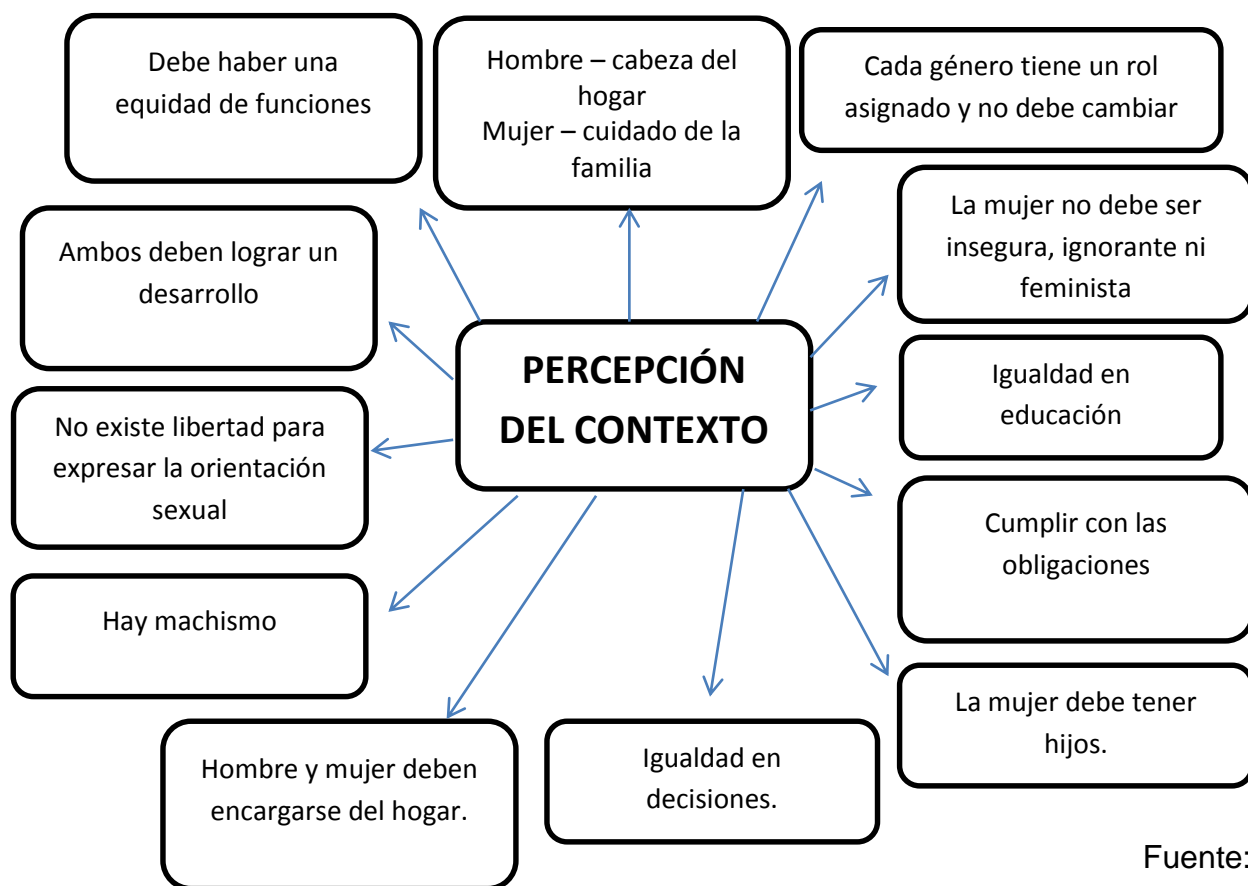 Debe haber una
equidad de funciones
Hombre – cabeza del
hogar
Mujer – cuidado de la
familia
Cada género tiene un rol
asignado y no debe cambiar
Ambos deben lograr un
desarrollo
La mujer no debe ser
insegura, ignorante ni
feminista
PERCEPCIÓN
DEL CONTEXTO
Igualdad en
educación
No existe libertad para
expresar la orientación
sexual
Cumplir con las
obligaciones
Hay machismo
La mujer debe tener
hijos.
Hombre y mujer deben
encargarse del hogar.
Igualdad en
decisiones.
Fuente: